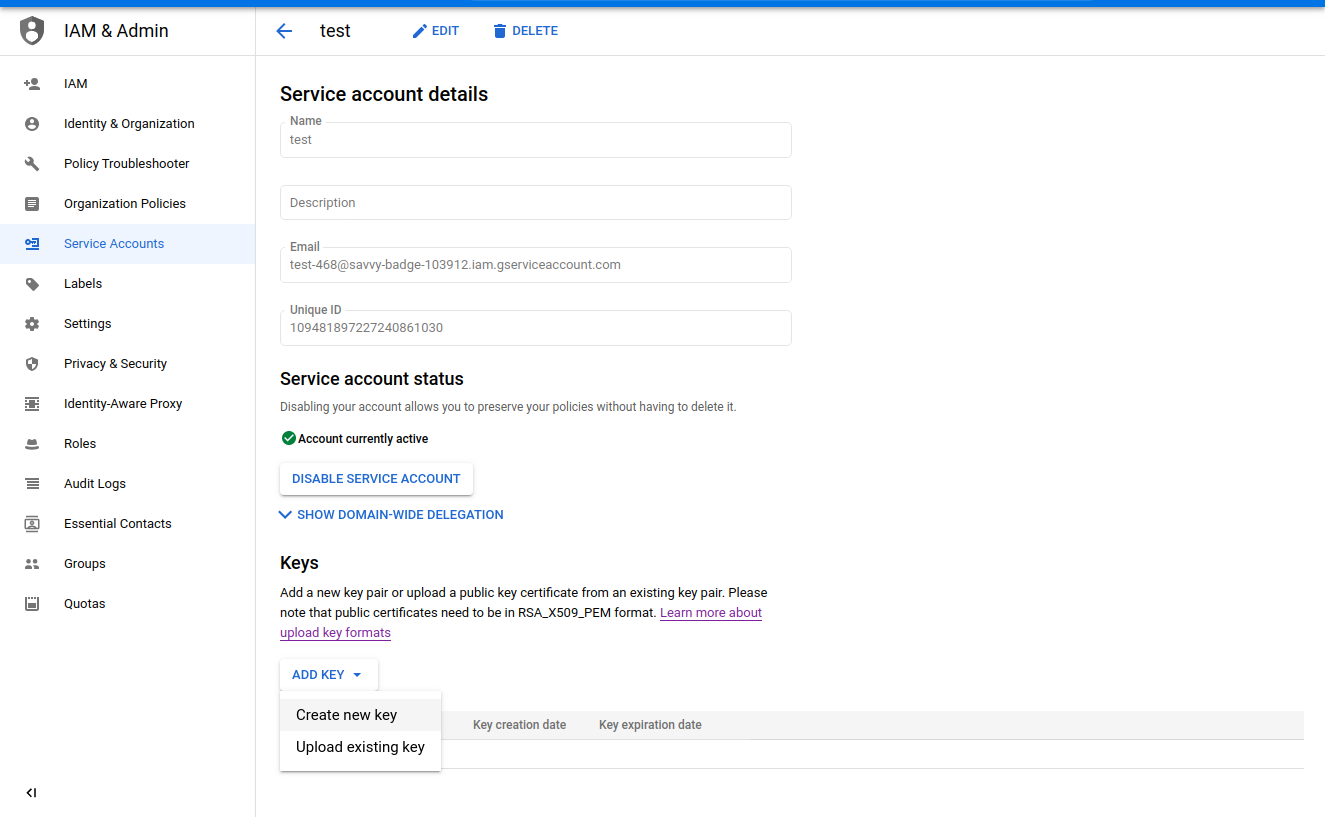 IAM & Admin
test
EDIT
DELETE
IAM
Identity & Organization
Policy Troubleshooter
Organization Policies
Service Accounts
Labels
Settings
Privacy & Security
Identity-Aware Proxy
Roles
Audit Logs
Essential Contacts
Groups
Quotas
Service account details
Name
test
Description
Email
test-468@savvy-badge-103912.iam.gserviceaccount.com
Unique ID
109481897227240861030
Service account status
Disabling your account allows you to preserve your policies without having to delete it.
Account currently active
DISABLE SERVICE ACCOUNT
SHOW DOMAIN-WIDE DELEGATION
Keys
Add a new key pair or upload a public key certificate from an existing key pair. Please
note that public certificates need to be in RSA_X509_PEM format. Learn more about
upload key formats
ADD KEY
Create new key
Upload existing key
Key creation date
Key expiration date